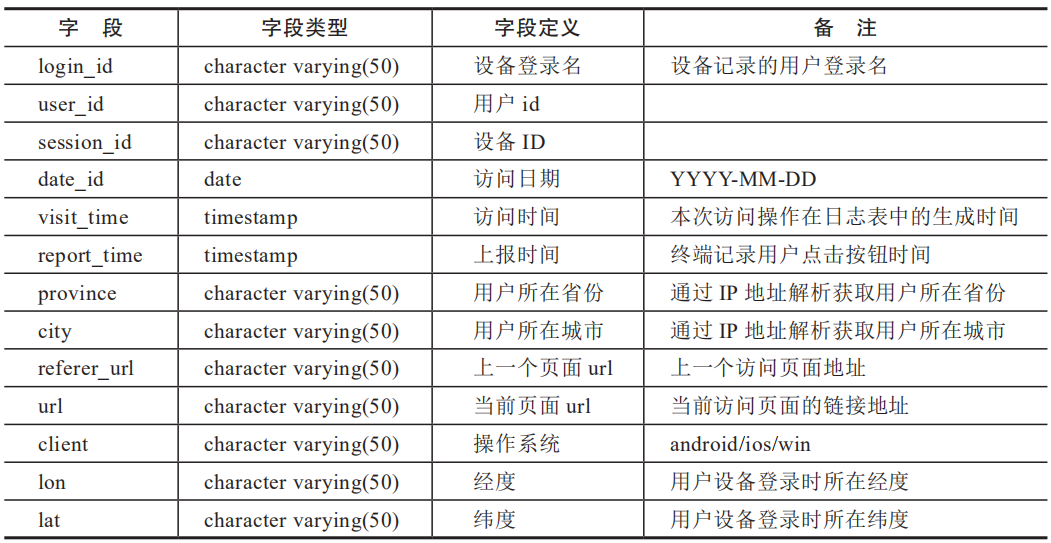 字 段 字段类型 字段定义 备 注
login_id character varying(50) 设备登录名 设备记录的用户登录名
user_id character varying(50) 用户 id
session_id character varying(50) 设备 ID
date_id date 访问日期 YYYY-MM-DD
visit_time timestamp 访问时间 本次访问操作在日志表中的生成时间
report_time timestamp 上报时间 终端记录用户点击按钮时间
province character varying(50) 用户所在省份 通过 IP 地址解析获取用户所在省份
city character varying(50) 用户所在城市 通过 IP 地址解析获取用户所在城市
referer_url character varying(50) 上一个页面 url 上一个访问页面地址
url character varying(50) 当前页面 url 当前访问页面的链接地址
client character varying(50) 操作系统 android/ios/win
lon character varying(50) 经度 用户设备登录时所在经度
lat character varying(50) 纬度 用户设备登录时所在纬度